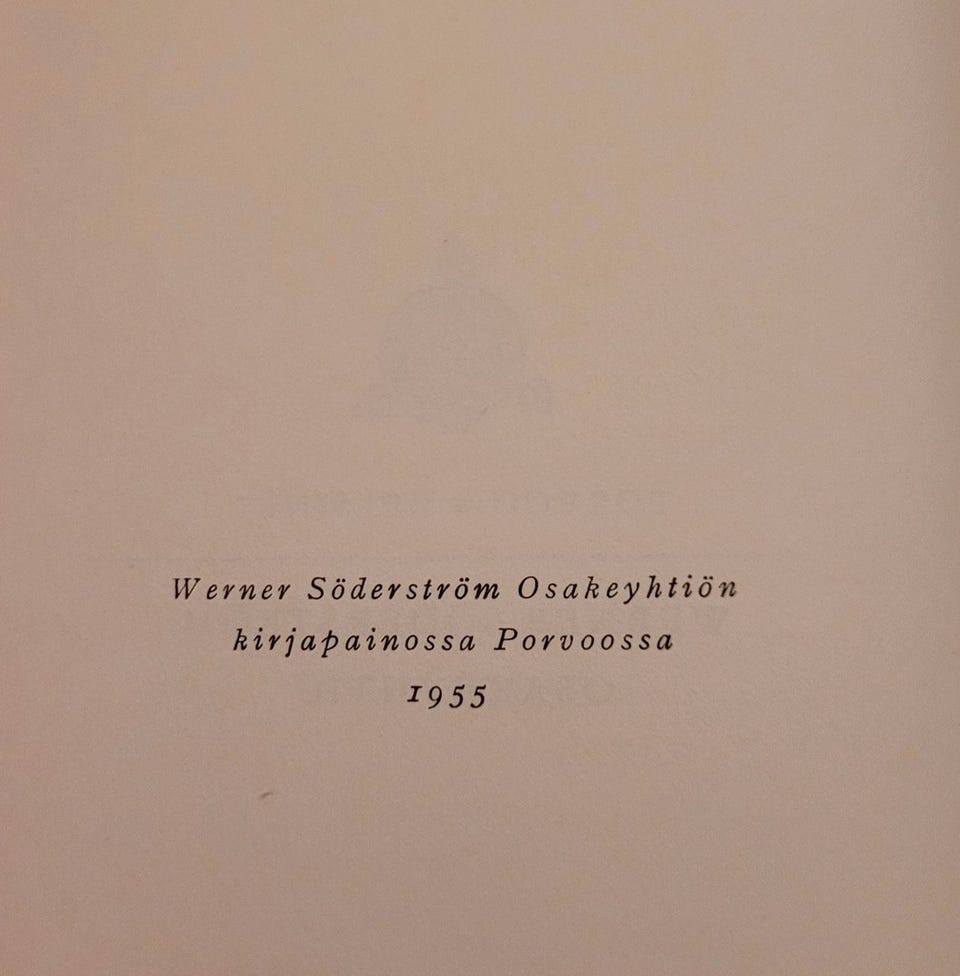 Werner Söderström Osakeyhtiön
kirjapainossa Porvoossa
1955